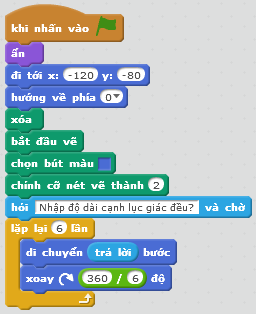 khi nhấn vào
ẩn
đi tới x: -120 y: -80
hướng về phía 0
xóa
bắt đầu vẽ
chọn bút màu
chỉnh cỡ nét vẽ thành 2
hỏi Nhập độ dài cạnh lục giác đều? và chờ
lặp lại 6 lần
di chuyển trả lời bước
xoay 360 / 6 độ